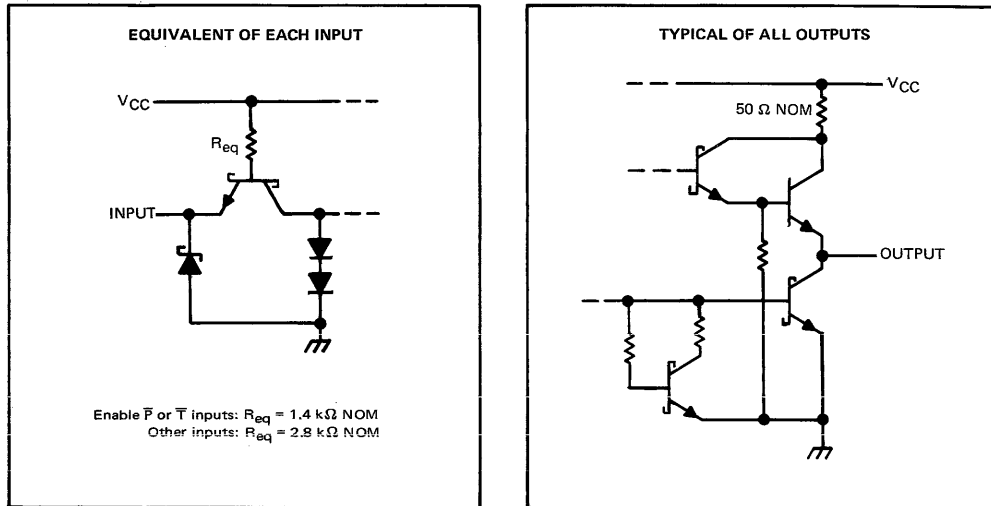 EQUIVALENT OF EACH INPUT
VCC
Req
INPUT
Enable P̅ or T̅ inputs: Req = 1.4 kΩ NOM
Other inputs: Req = 2.8 kΩ NOM
TYPICAL OF ALL OUTPUTS
VCC
50 Ω NOM
OUTPUT